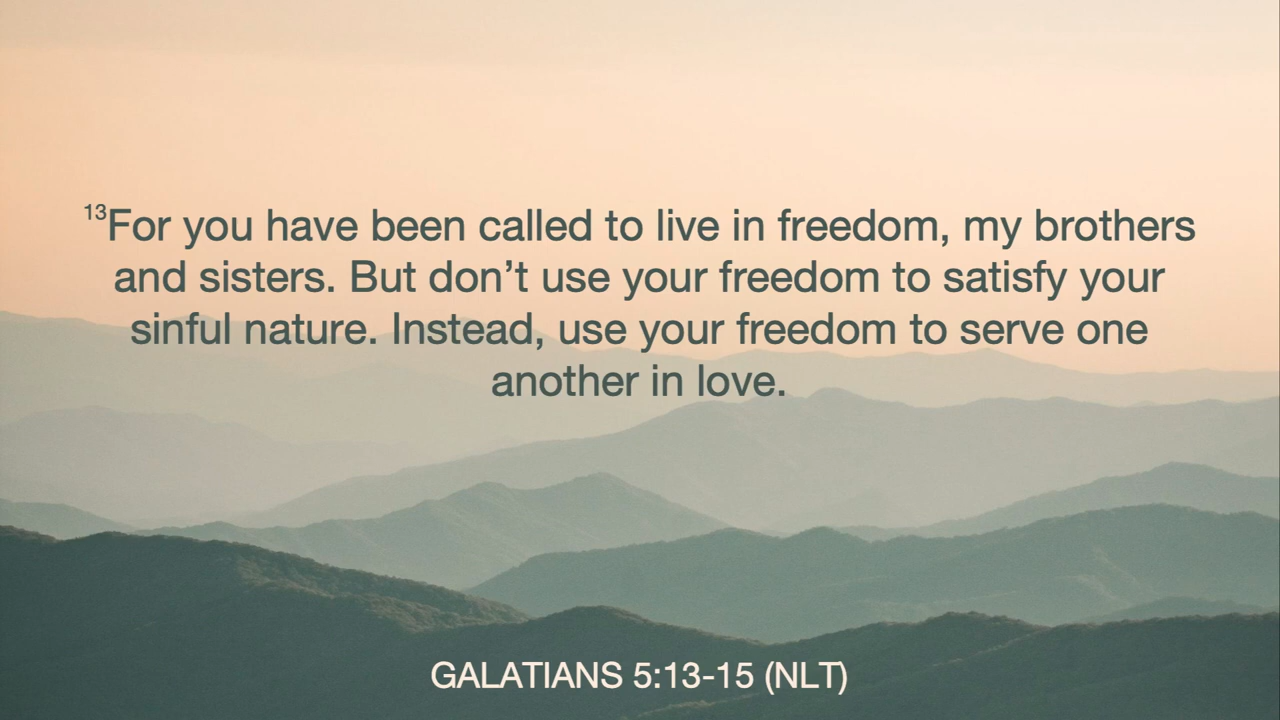 ¹³For you have been called to live in freedom, my brothers
and sisters. But don’t use your freedom to satisfy your
sinful nature. Instead, use your freedom to serve one
another in love.
GALATIANS 5:13-15 (NLT)